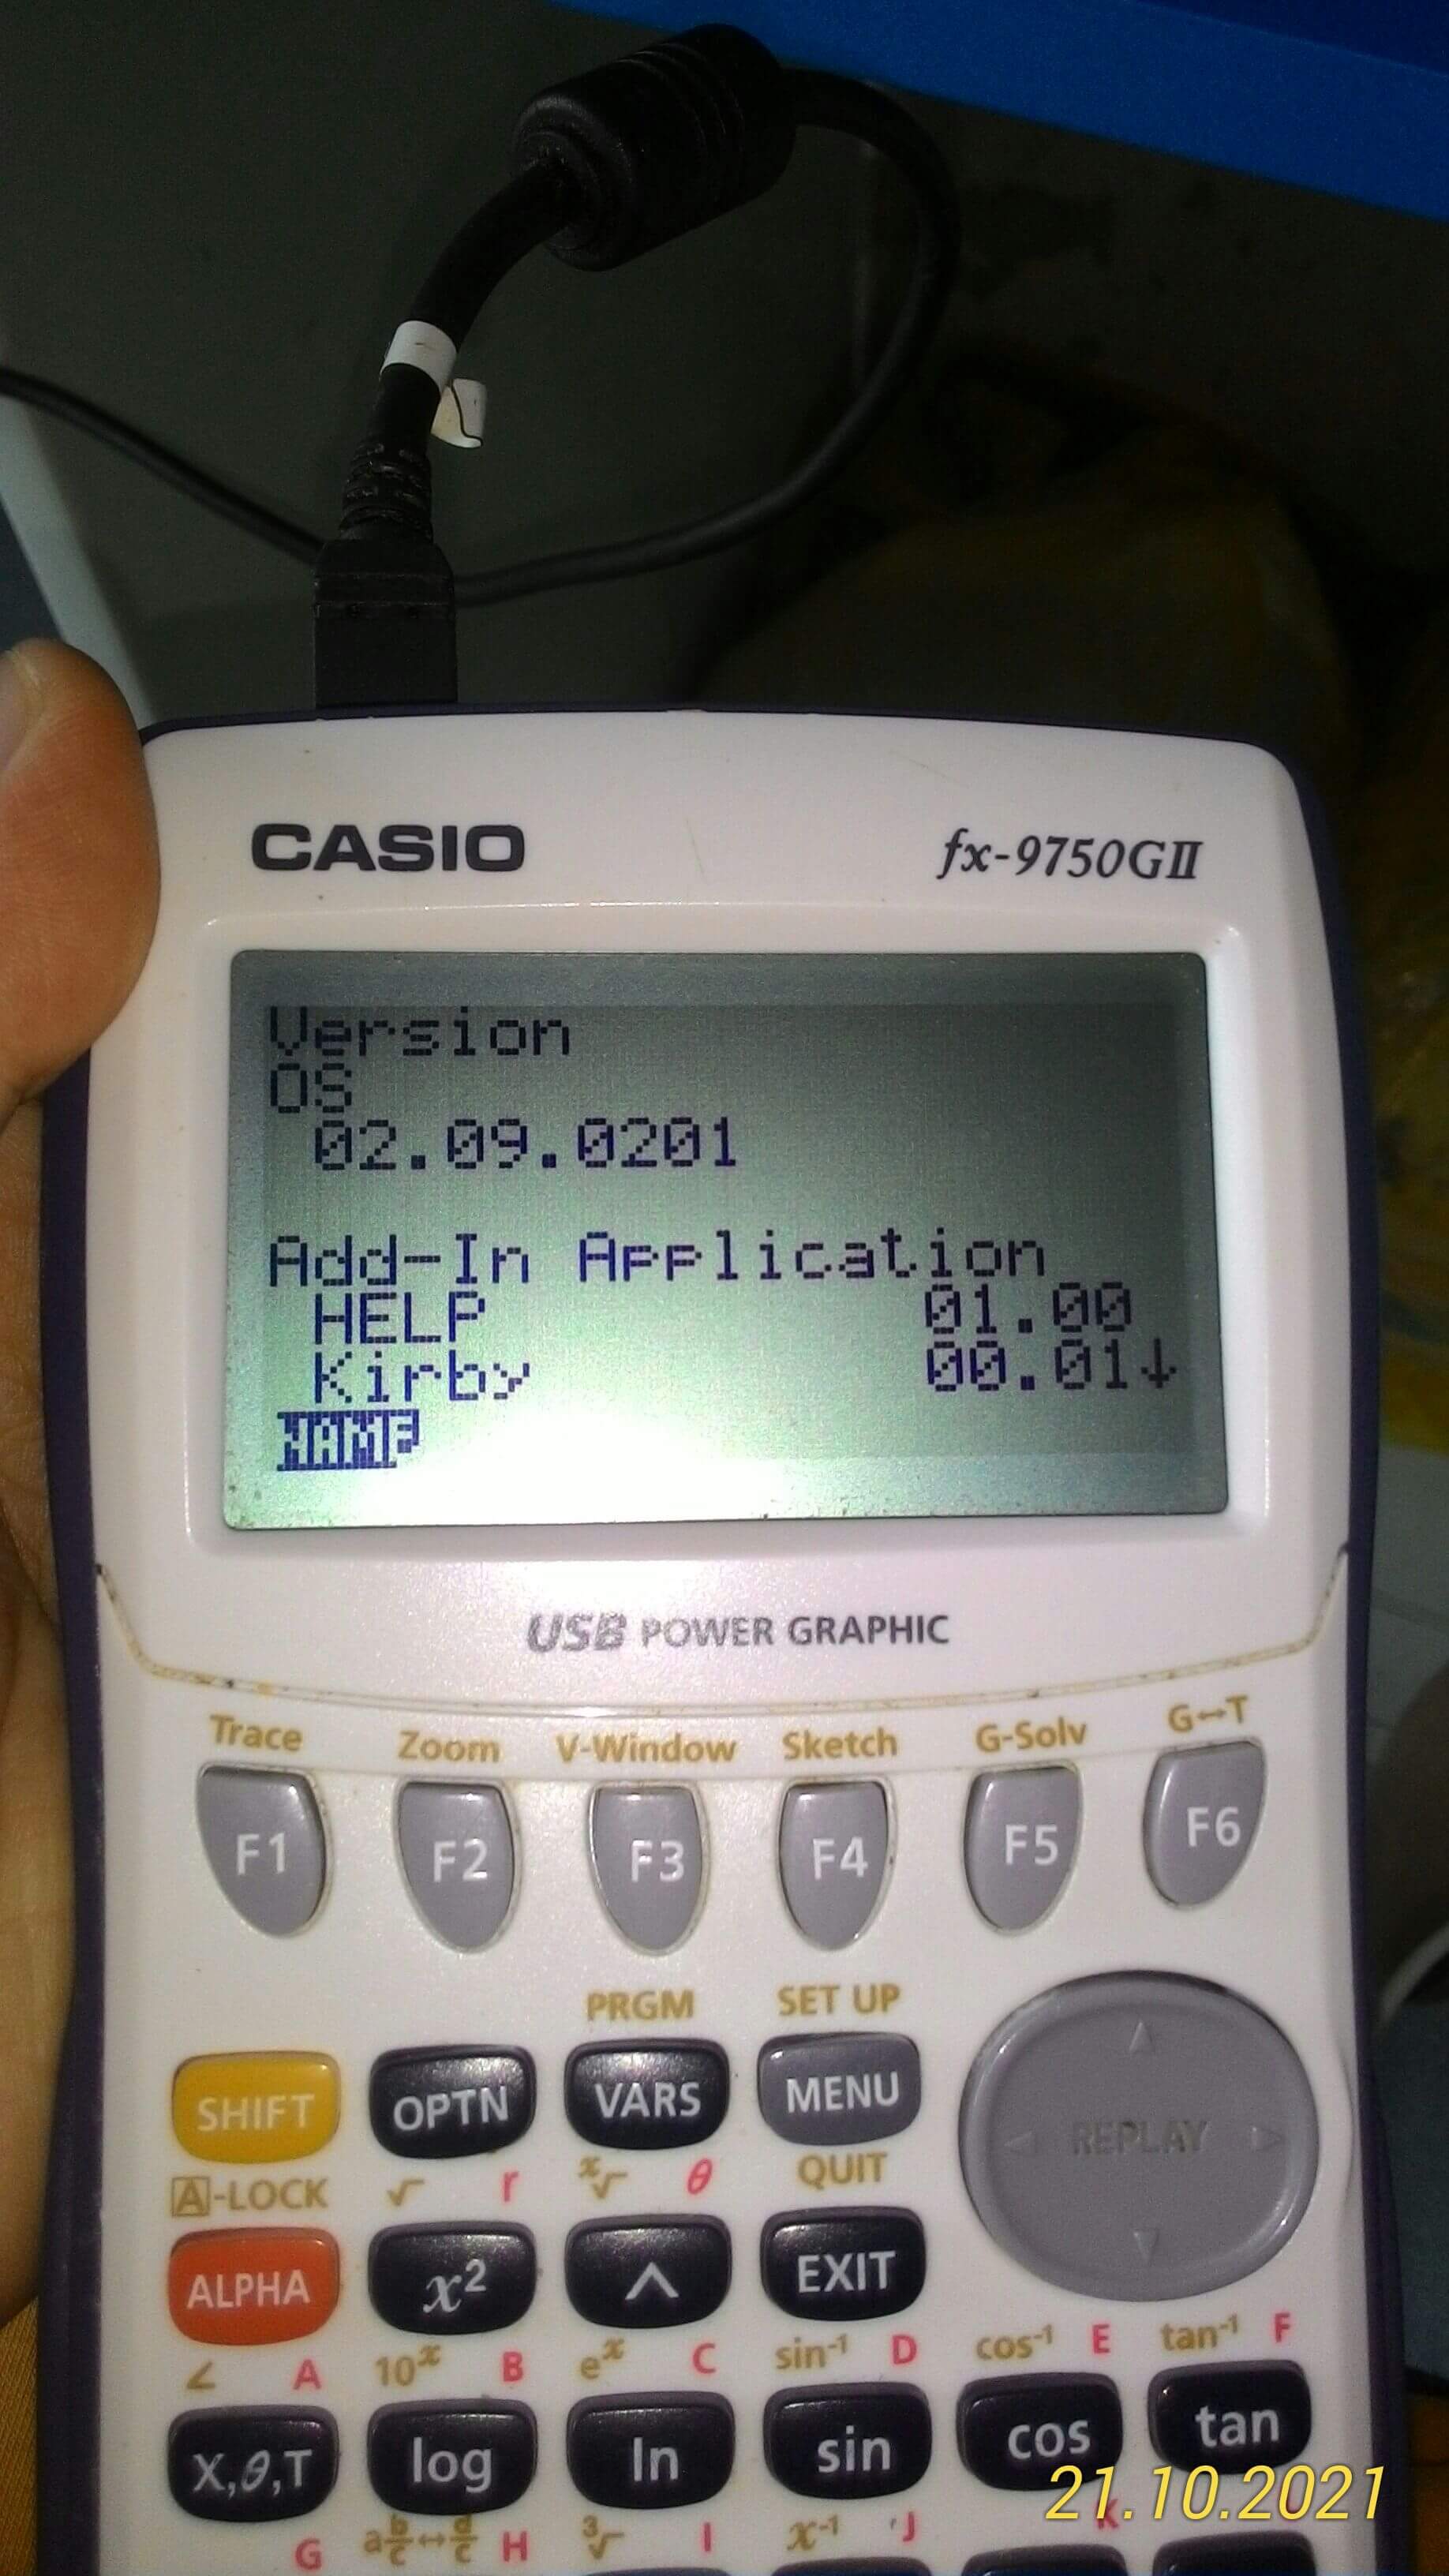 CASIO fx-9750GII
Version
OS
02.09.0201
Add-In Application
HELP 01.00
Kirby 00.01↓
NAME
USB POWER GRAPHIC
Trace Zoom V-Window Sketch G-Solv G↔T
F1 F2 F3 F4 F5 F6
PRGM SET UP
SHIFT OPTN VARS MENU REPLAY
A-LOCK √ r ˣ√ θ QUIT
ALPHA x² ^ EXIT
∠ A 10ˣ B eˣ C sin⁻¹ D cos⁻¹ E tan⁻¹ F
X,θ,T log ln sin cos tan
21.10.2021
G a b/c↔d/c H ³√ I x⁻¹ J K